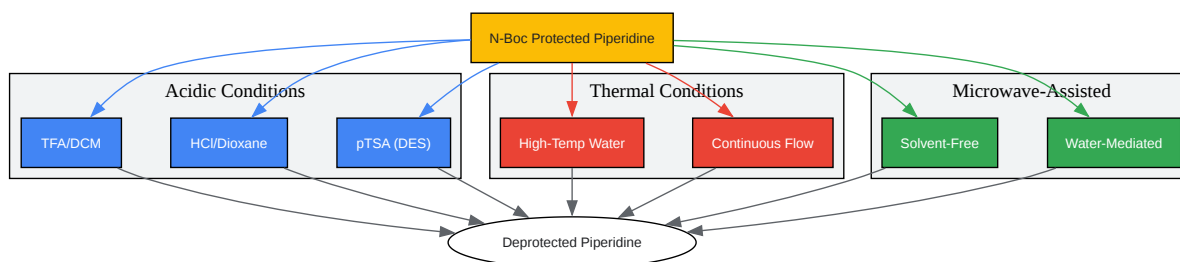 N-Boc Protected Piperidine
Acidic Conditions
Thermal Conditions
Microwave-Assisted
TFA/DCM
HCl/Dioxane
pTSA (DES)
High-Temp Water
Continuous Flow
Solvent-Free
Water-Mediated
Deprotected Piperidine